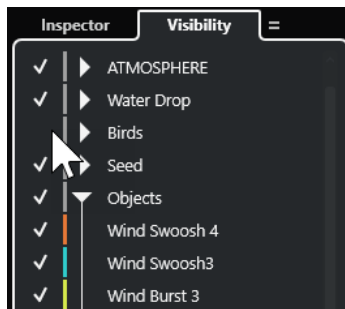 Inspector Visibility
ATMOSPHERE
Water Drop
Birds
Seed
Objects
Wind Swoosh 4
Wind Swoosh3
Wind Burst 3